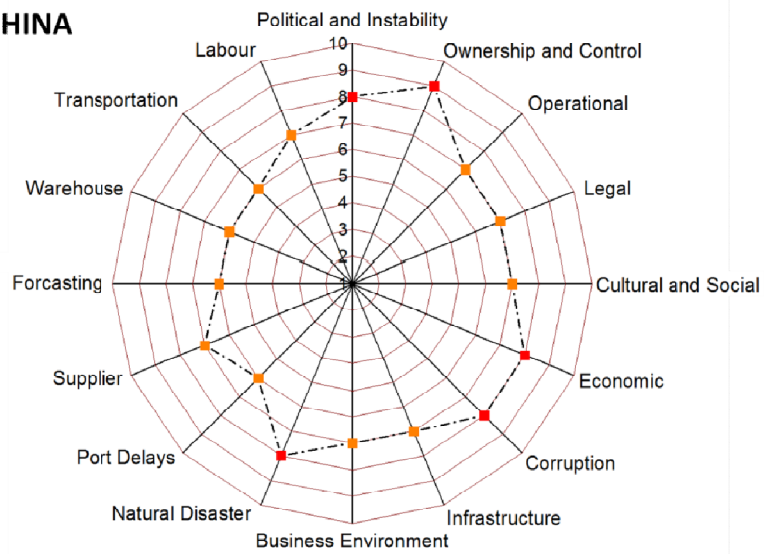 HINA
Political and Instability
Labour
Ownership and Control
Transportation
Operational
Warehouse
Legal
Forcasting
Cultural and Social
Supplier
Economic
Port Delays
Corruption
Natural Disaster
Infrastructure
Business Environment
10
9
8
7
6
5
4
3
2